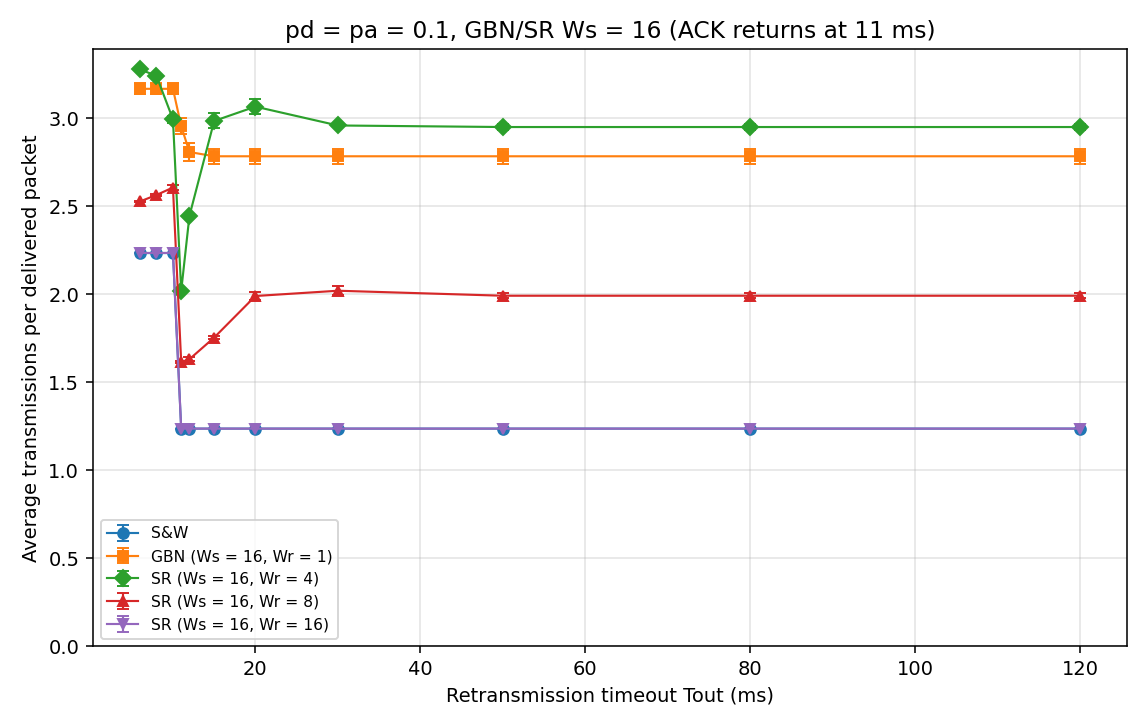 pd = pa = 0.1, GBN/SR Ws = 16 (ACK returns at 11 ms)
Average transmissions per delivered packet
3.0
2.5
2.0
1.5
1.0
0.5
0.0
S&W
GBN (Ws = 16, Wr = 1)
SR (Ws = 16, Wr = 4)
SR (Ws = 16, Wr = 8)
SR (Ws = 16, Wr = 16)
20 40 60 80 100 120
Retransmission timeout Tout (ms)